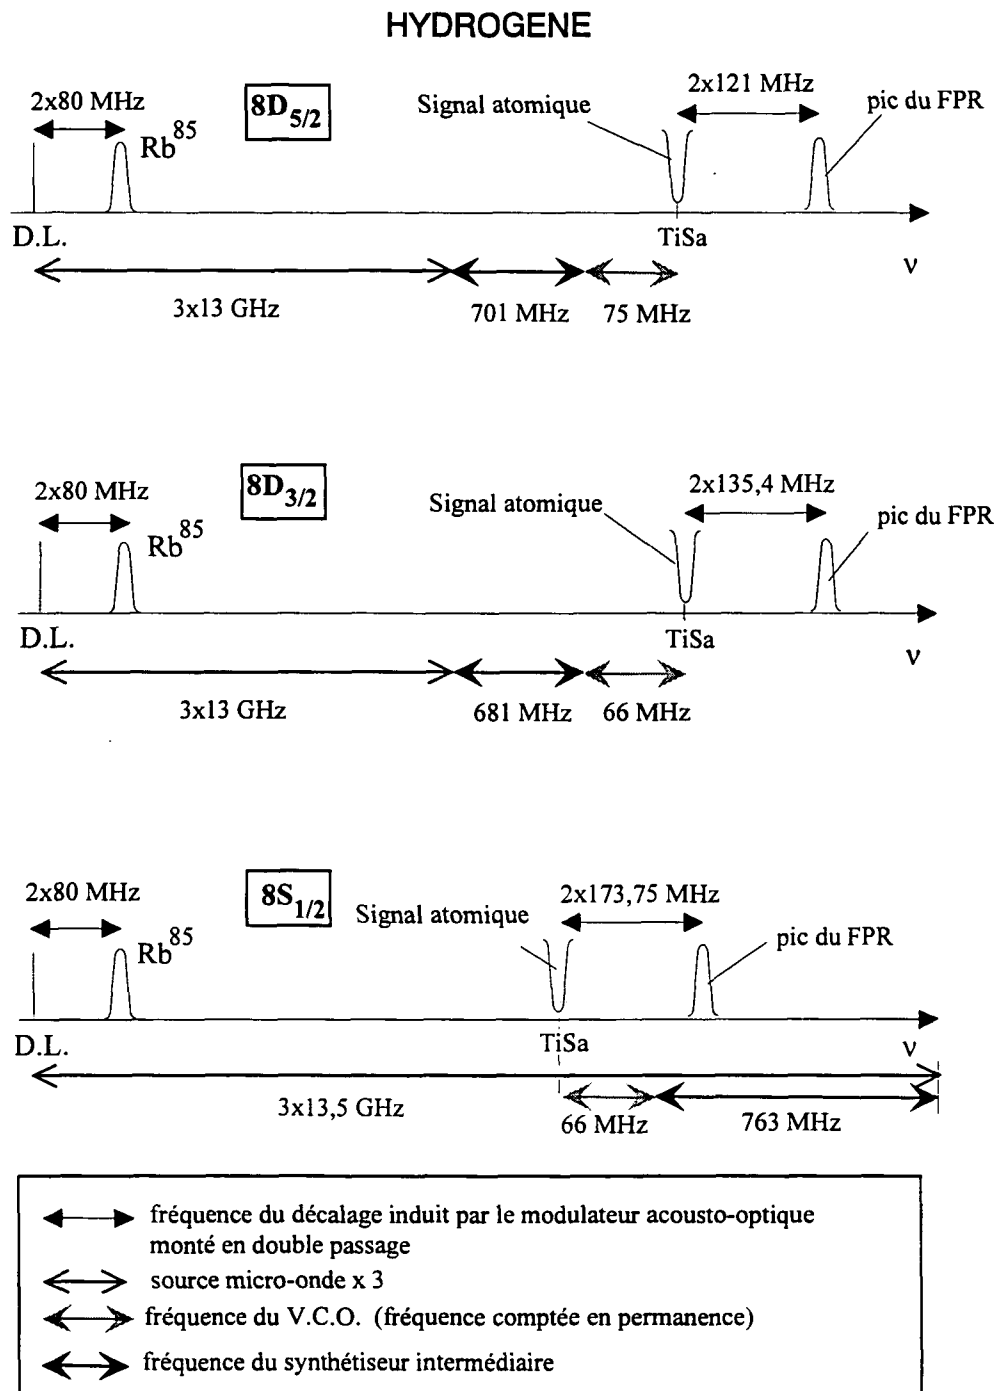 HYDROGENE
2x80 MHz
8D5/2
Signal atomique
2x121 MHz
pic du FPR
Rb85
D.L.
TiSa
ν
3x13 GHz
701 MHz
75 MHz
2x80 MHz
8D3/2
Signal atomique
2x135,4 MHz
pic du FPR
Rb85
D.L.
TiSa
ν
3x13 GHz
681 MHz
66 MHz
2x80 MHz
8S1/2
Signal atomique
2x173,75 MHz
pic du FPR
Rb85
D.L.
TiSa
ν
3x13,5 GHz
66 MHz
763 MHz
fréquence du décalage induit par le modulateur acousto-optique
monté en double passage
source micro-onde x 3
fréquence du V.C.O. (fréquence comptée en permanence)
fréquence du synthétiseur intermédiaire